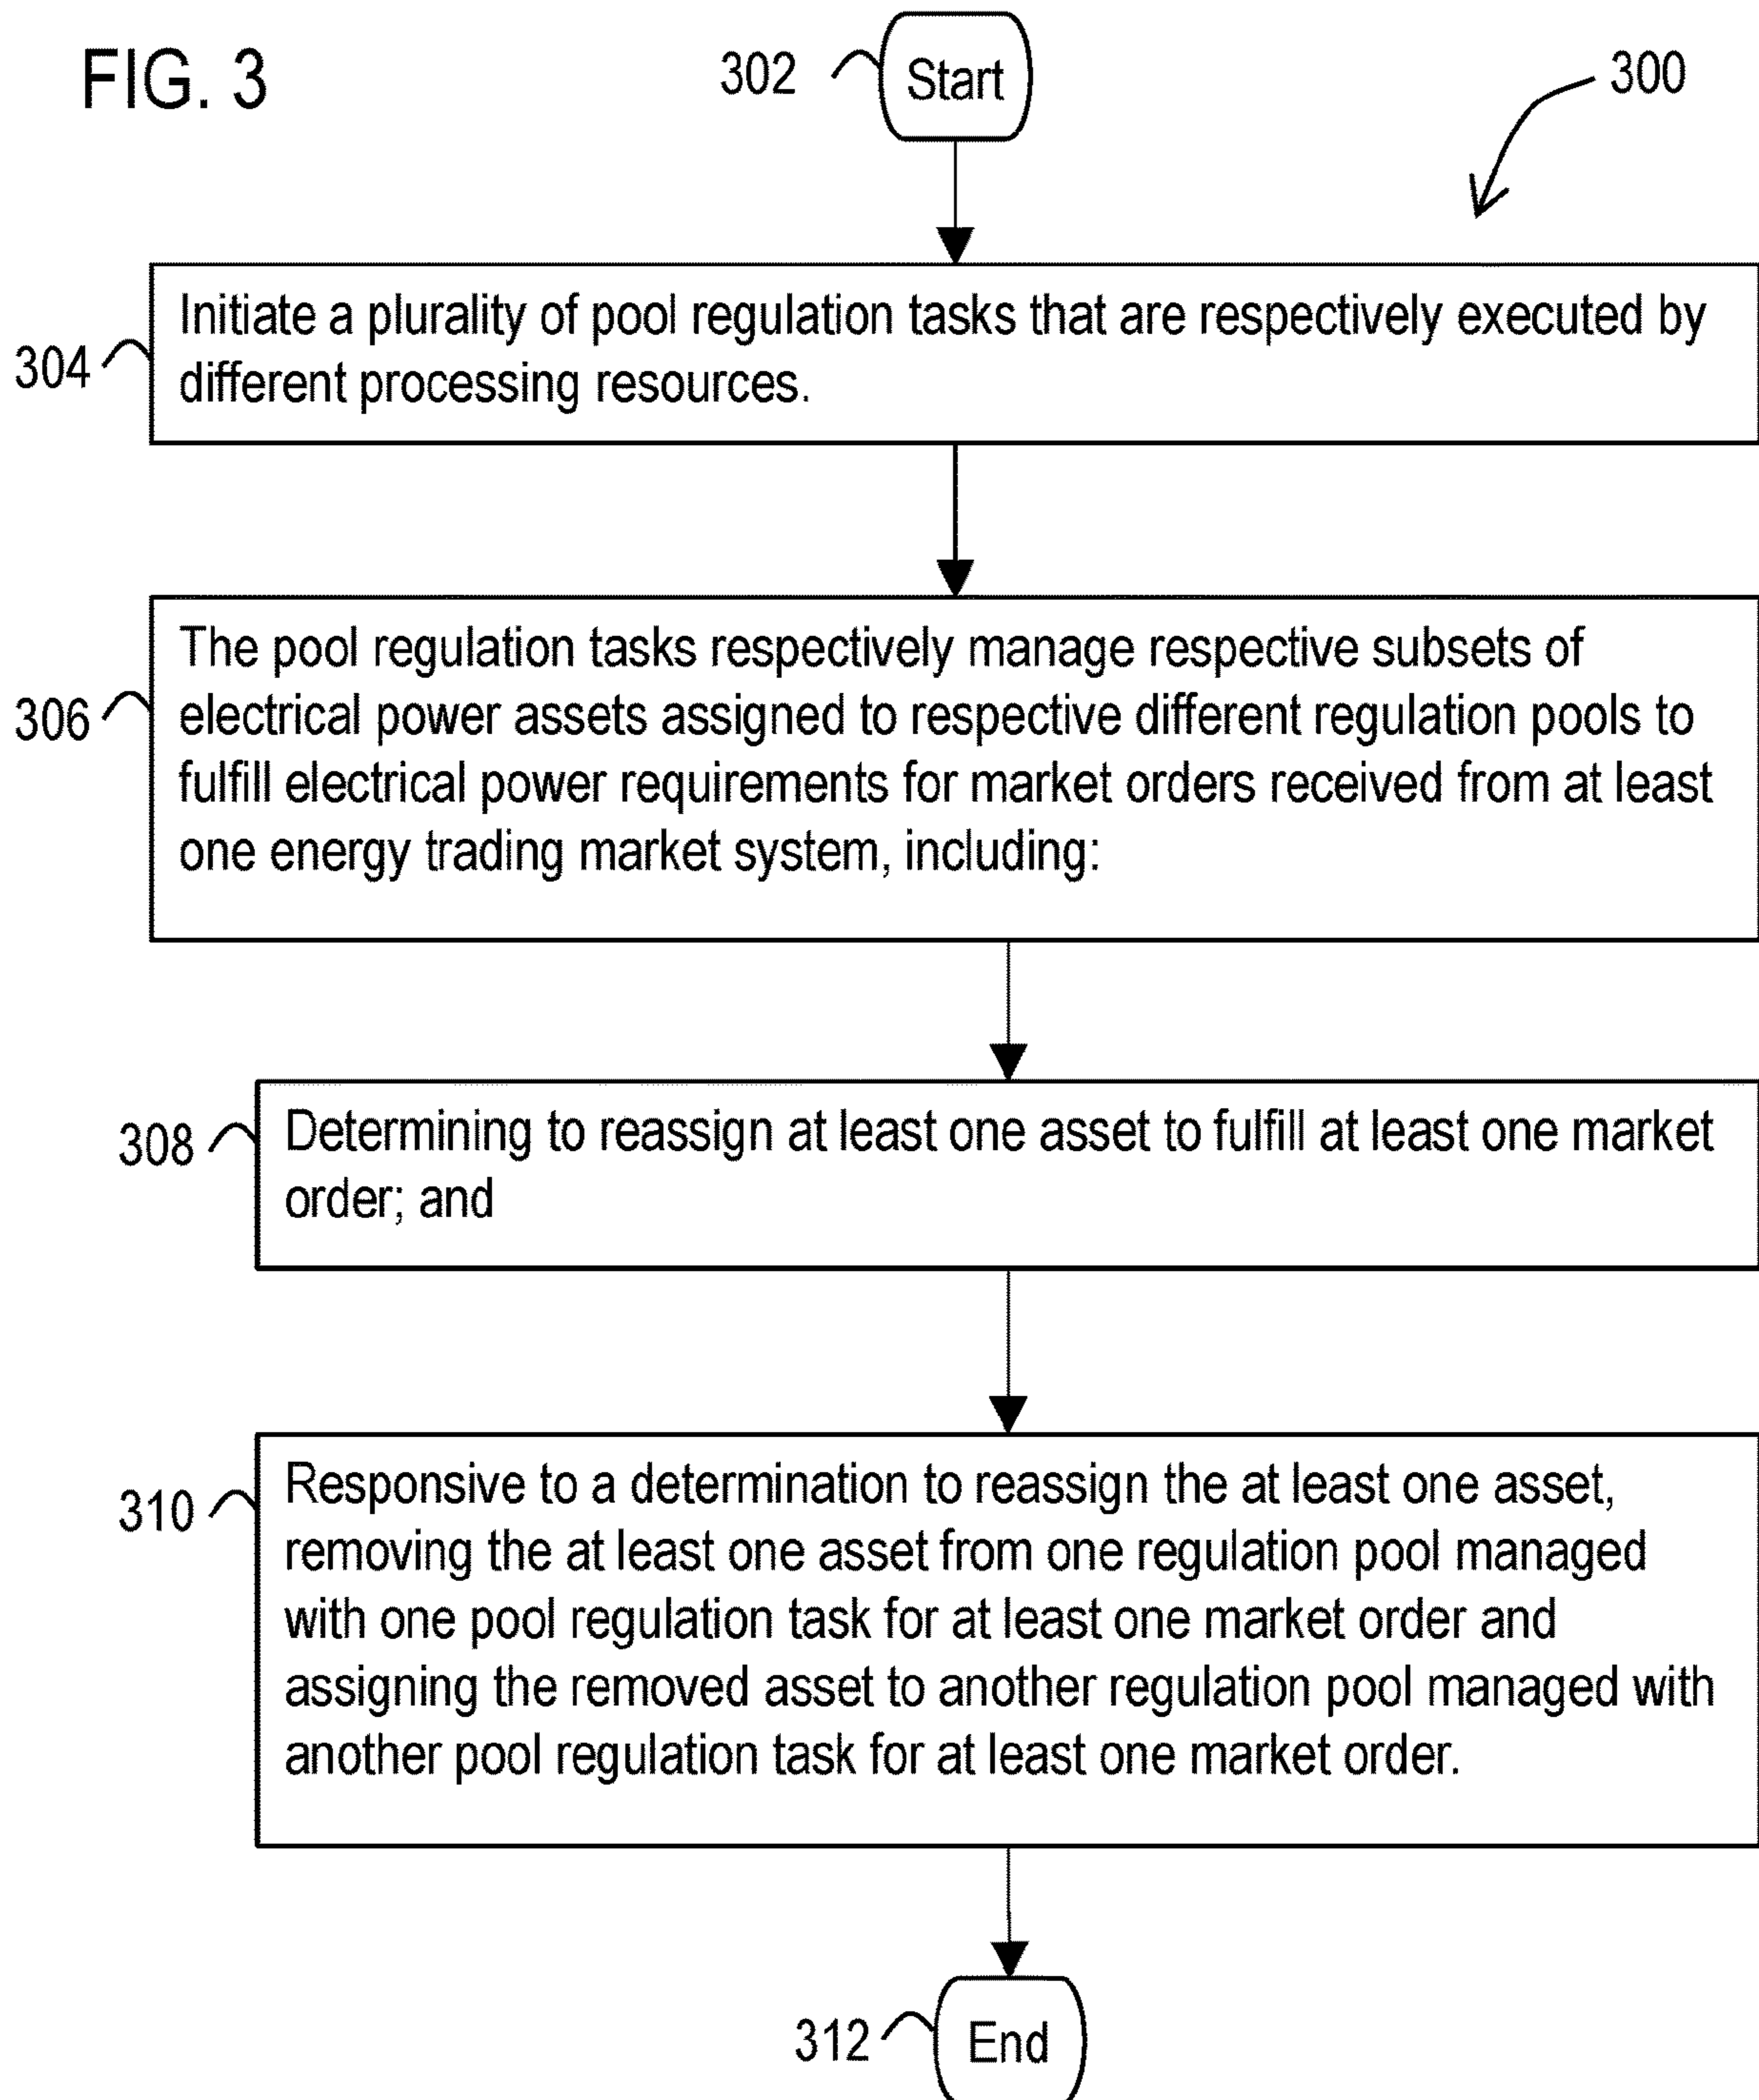 FIG. 3
302
Start
300
304
Initiate a plurality of pool regulation tasks that are respectively executed by
different processing resources.
306
The pool regulation tasks respectively manage respective subsets of
electrical power assets assigned to respective different regulation pools to
fulfill electrical power requirements for market orders received from at least
one energy trading market system, including:
308
Determining to reassign at least one asset to fulfill at least one market
order; and
310
Responsive to a determination to reassign the at least one asset,
removing the at least one asset from one regulation pool managed
with one pool regulation task for at least one market order and
assigning the removed asset to another regulation pool managed with
another pool regulation task for at least one market order.
312
End